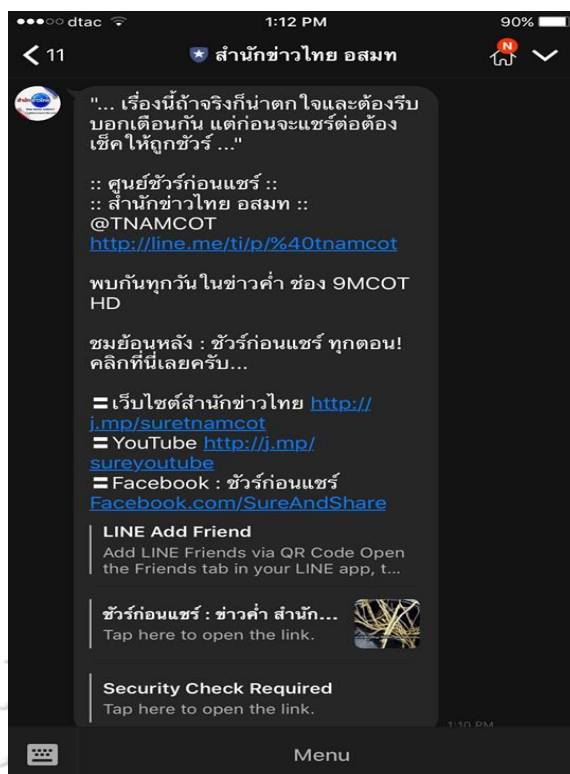 dtac 1:12 PM 90%
11 สำนักข่าวไทย อสมท N
"... เรื่องนี้ถ้าจริงก็น่าตกใจและต้องรีบ
บอกเตือนกัน แต่ก่อนจะแชร์ต่อต้อง
เช็คให้ถูกชัวร์ ..."
:: ศูนย์ชัวร์ก่อนแชร์ ::
:: สำนักข่าวไทย อสมท ::
@TNAMCOT
http://line.me/ti/p/%40tnamcot
พบกันทุกวันในข่าวค่ำ ช่อง 9MCOT
HD
ชมย้อนหลัง : ชัวร์ก่อนแชร์ ทุกตอน!
คลิกที่นี่เลยครับ...
〓เว็บไซต์สำนักข่าวไทย http://
j.mp/suretnamcot
〓YouTube http://j.mp/
sureyoutube
〓Facebook : ชัวร์ก่อนแชร์
Facebook.com/SureAndShare
LINE Add Friend
Add LINE Friends via QR Code Open
the Friends tab in your LINE app, t...
ชัวร์ก่อนแชร์ : ข่าวค่ำ สำนัก...
Tap here to open the link.
Security Check Required
Tap here to open the link.
1:10 PM
Menu